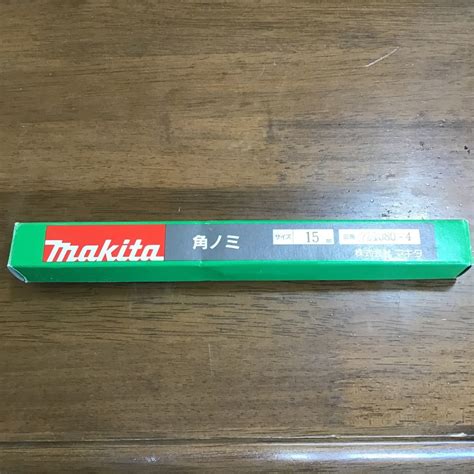 makita
角ノミ
サイズ 15
株式会社 マキタ